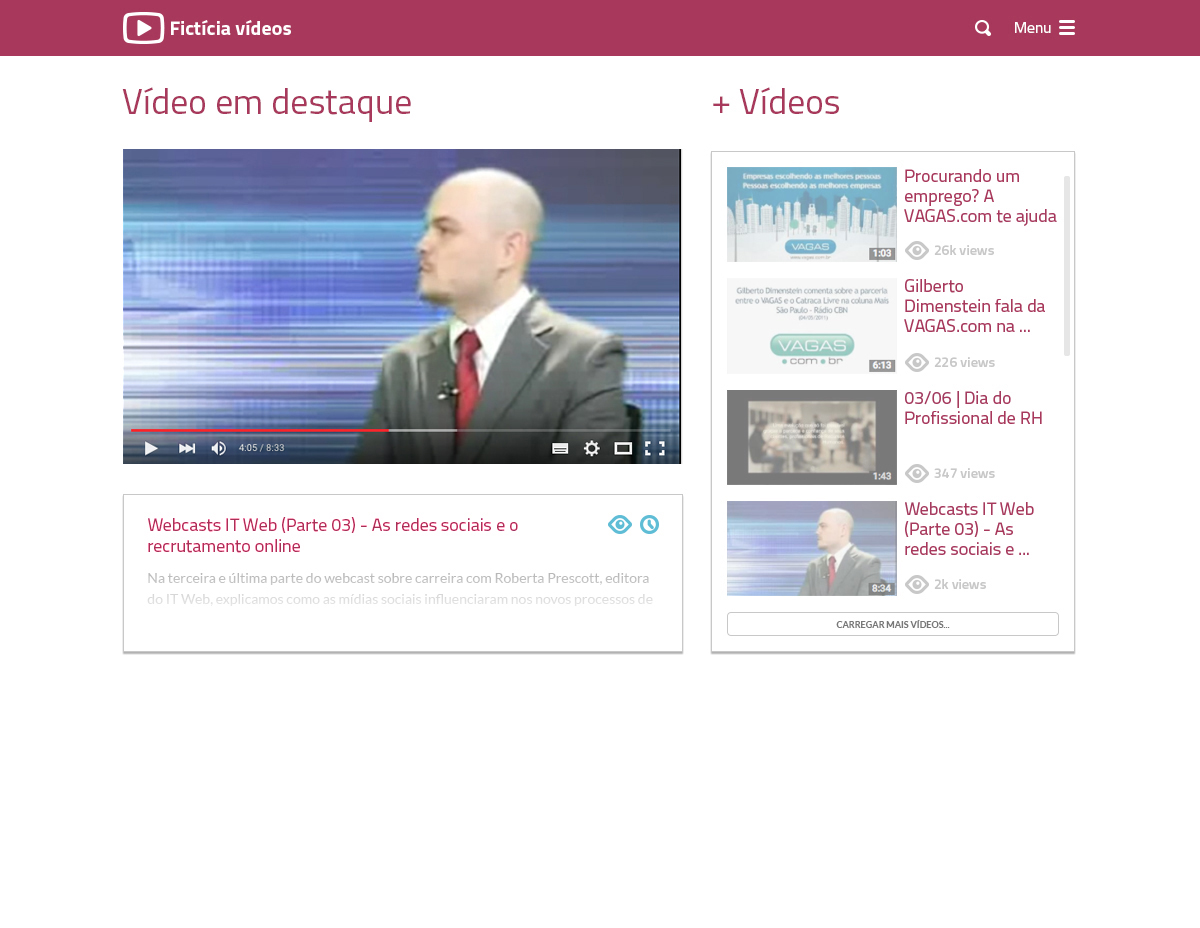 Fictícia vídeos
Menu
Vídeo em destaque
4:05 / 8:33
Webcasts IT Web (Parte 03) - As redes sociais e o
recrutamento online
Na terceira e última parte do webcast sobre carreira com Roberta Prescott, editora
do IT Web, explicamos como as mídias sociais influenciaram nos novos processos de
+ Vídeos
Empresas escolhendo as melhores pessoas
Pessoas escolhendo as melhores empresas
VAGAS
www.vagas.com.br
1:03
Procurando um
emprego? A
VAGAS.com te ajuda
26k views
Gilberto Dimenstein comenta sobre a parceria
entre o VAGAS e o Catraca Livre na coluna Mais
São Paulo - Rádio CBN
VAGAS
.com.br
6:13
Gilberto
Dimenstein fala da
VAGAS.com na ...
226 views
1:43
03/06 | Dia do
Profissional de RH
347 views
8:34
Webcasts IT Web
(Parte 03) - As
redes sociais e ...
2k views
CARREGAR MAIS VÍDEOS...